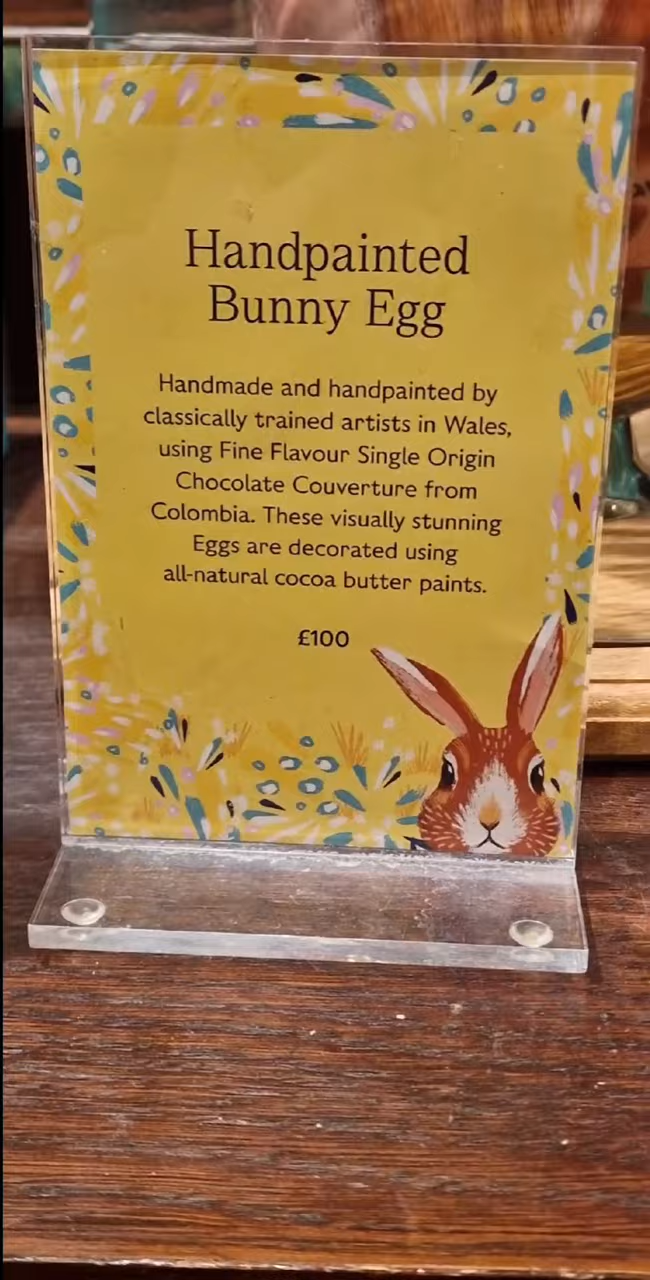 Handpainted
Bunny Egg
Handmade and handpainted by
classically trained artists in Wales,
using Fine Flavour Single Origin
Chocolate Couverture from
Colombia. These visually stunning
Eggs are decorated using
all-natural cocoa butter paints.
£100